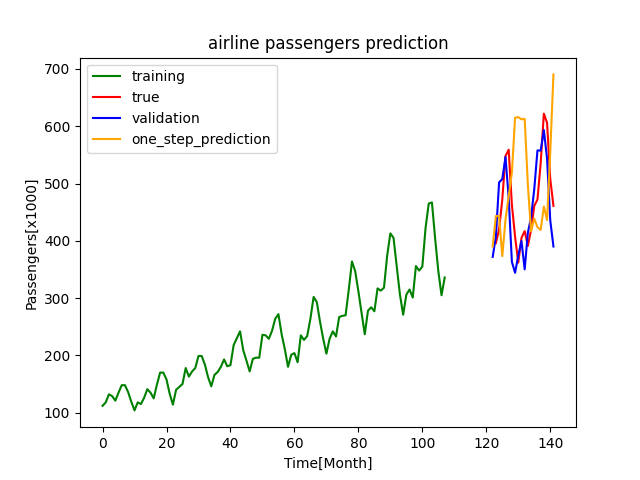 airline passengers prediction
training
true
validation
one_step_prediction
Passengers[x1000]
700
600
500
400
300
200
100
0 20 40 60 80 100 120 140
Time[Month]